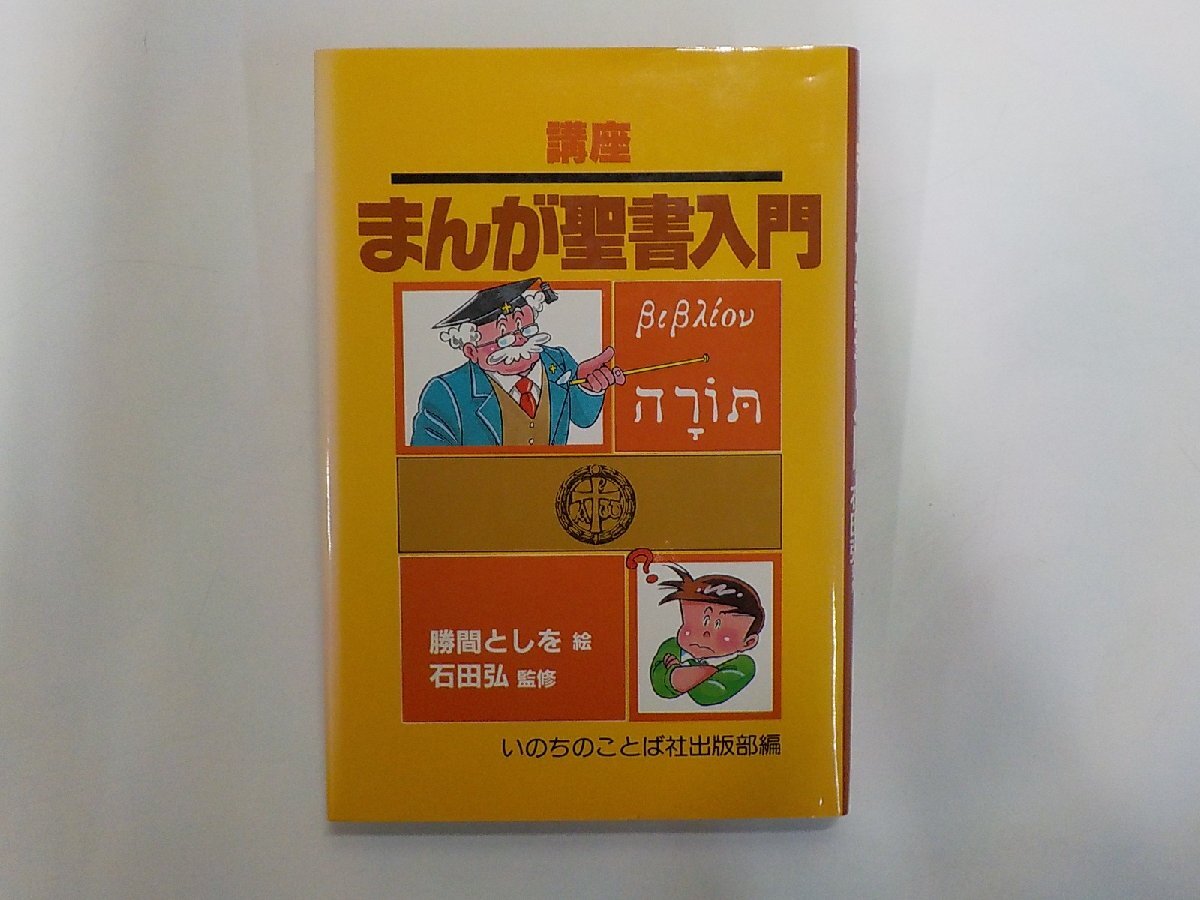 講座
まんが聖書入門
βιβλίον
תּוֹרָה
?
勝間としを 絵
石田弘 監修
いのちのことば社出版部編